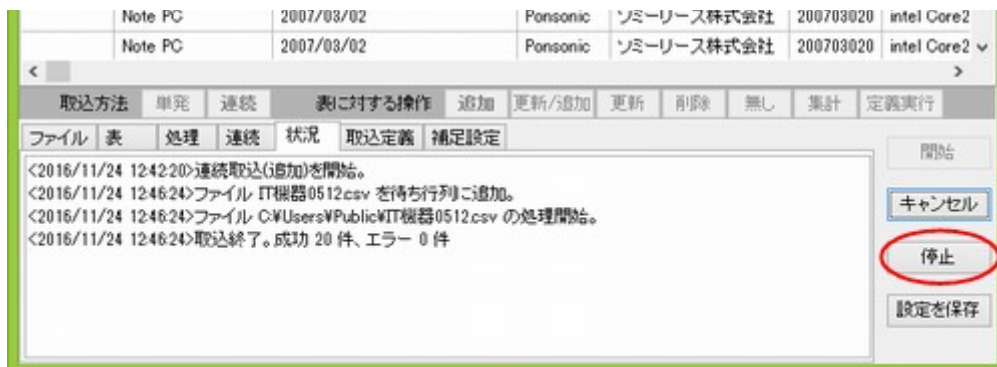 Note PC 2007/03/02 Ponsonic ソミーリース株式会社 200703020 intel Core2
Note PC 2007/03/02 Ponsonic ソミーリース株式会社 200703020 intel Core2
取込方法 単発 連続 表に対する操作 追加 更新/追加 更新 削除 無し 集計 定義実行
ファイル 表 処理 連続 状況 取込定義 補足設定
開始
<2016/11/24 12:42:20>連続取込(追加)を開始。
<2016/11/24 12:46:24>ファイル IT機器0512.csv を待ち行列に追加。
キャンセル
<2016/11/24 12:46:24>ファイル C:¥Users¥Public¥IT機器0512.csv の処理開始。
<2016/11/24 12:46:24>取込終了。成功 20 件、エラー 0 件
停止
設定を保存